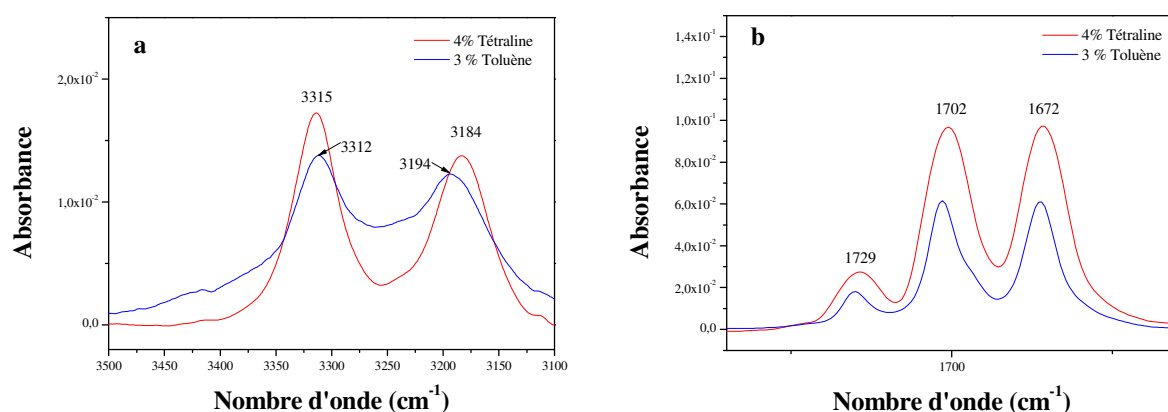 a
4% Tétraline
3 % Toluène
2,0x10⁻²
1,0x10⁻²
0,0
3315
3312
3184
3194
3500 3450 3400 3350 3300 3250 3200 3150 3100
Absorbance
Nombre d'onde (cm⁻¹)
b
4% Tétraline
3 % Toluène
1,4x10⁻¹
1,2x10⁻¹
1,0x10⁻¹
8,0x10⁻²
6,0x10⁻²
4,0x10⁻²
2,0x10⁻²
0,0
1702
1672
1729
1700
Absorbance
Nombre d'onde (cm⁻¹)